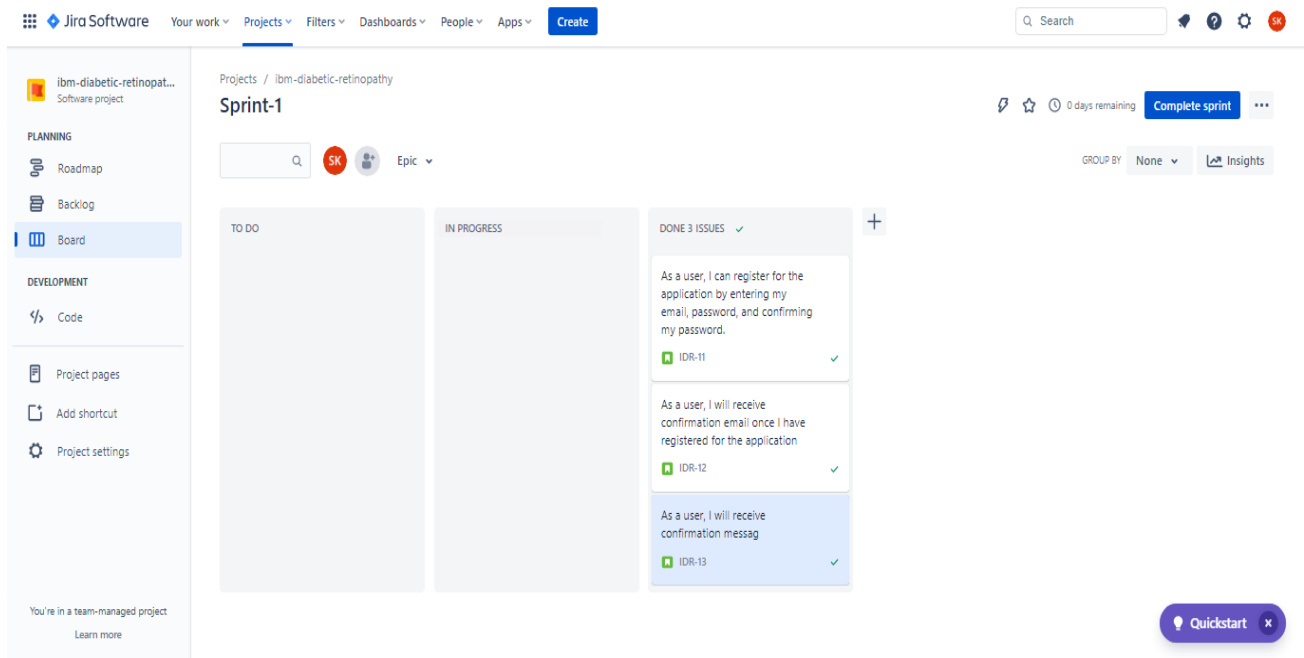 Jira Software Your work Projects Filters Dashboards People Apps Create Search SK
ibm-diabetic-retinopat...
Software project
PLANNING
Roadmap
Backlog
Board
DEVELOPMENT
Code
Project pages
Add shortcut
Project settings
You're in a team-managed project
Learn more
Projects / ibm-diabetic-retinopathy
Sprint-1
0 days remaining Complete sprint
SK Epic
GROUP BY None Insights
TO DO
IN PROGRESS
DONE 3 ISSUES
As a user, I can register for the
application by entering my
email, password, and confirming
my password.
IDR-11
As a user, I will receive
confirmation email once I have
registered for the application
IDR-12
As a user, I will receive
confirmation messag
IDR-13
Quickstart x